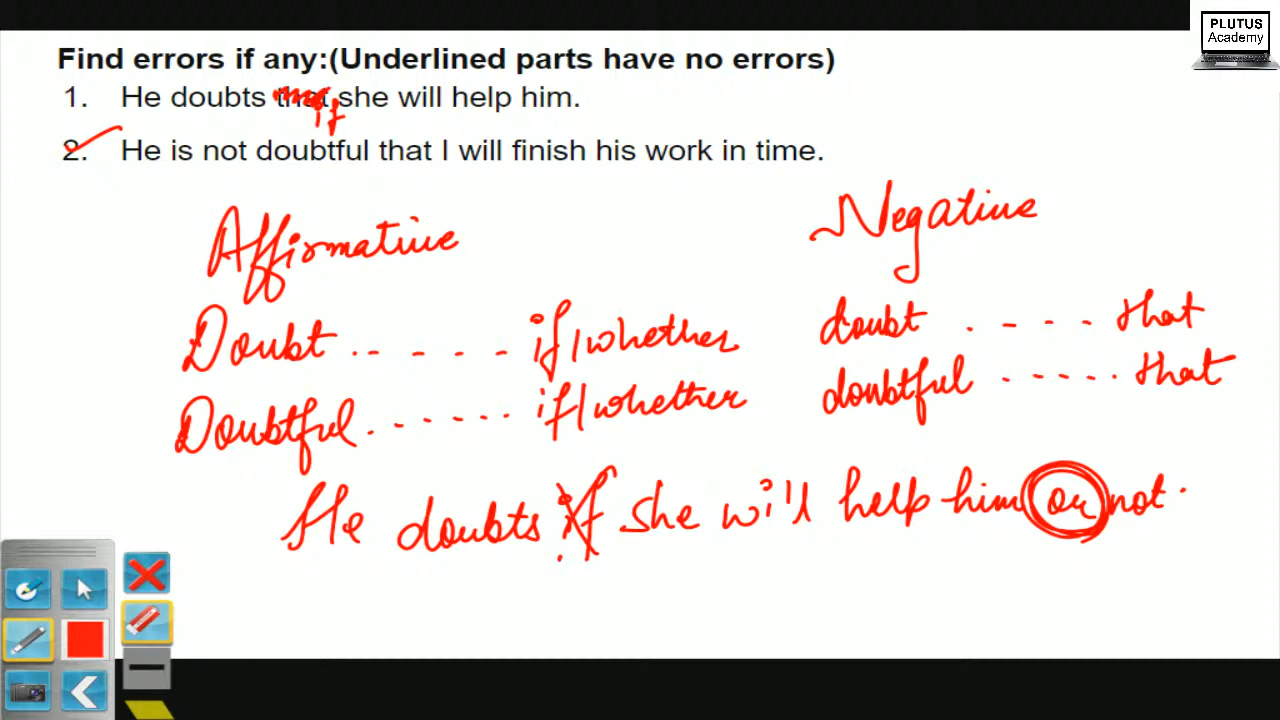 PLUTUS
Academy
Find errors if any:(Underlined parts have no errors)
1. He doubts that she will help him.
if
2. He is not doubtful that I will finish his work in time.
Affirmative
Negative
Doubt ..... if/whether
doubt ..... that
Doubtful ...... if/whether
doubtful ..... that
He doubts if she will help him or not.